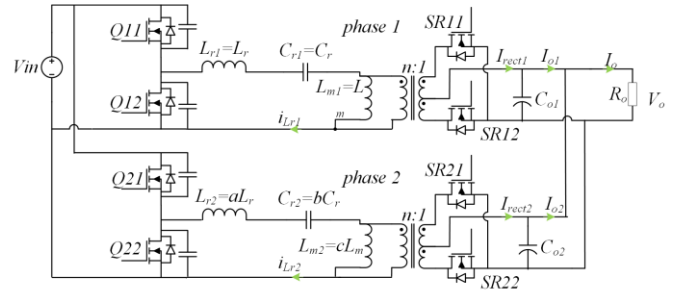 Q11
phase 1
SR11
Lr1=Lr
Cr1=Cr
n:1
Irect1
Io1
Io
Vin
Lm1=L
m
Co1
Ro
Vo
Q12
iLr1
SR12
Q21
phase 2
SR21
Lr2=aLr
Cr2=bCr
n:1
Irect2
Io2
Q22
Lm2=cLm
Co2
iLr2
SR22